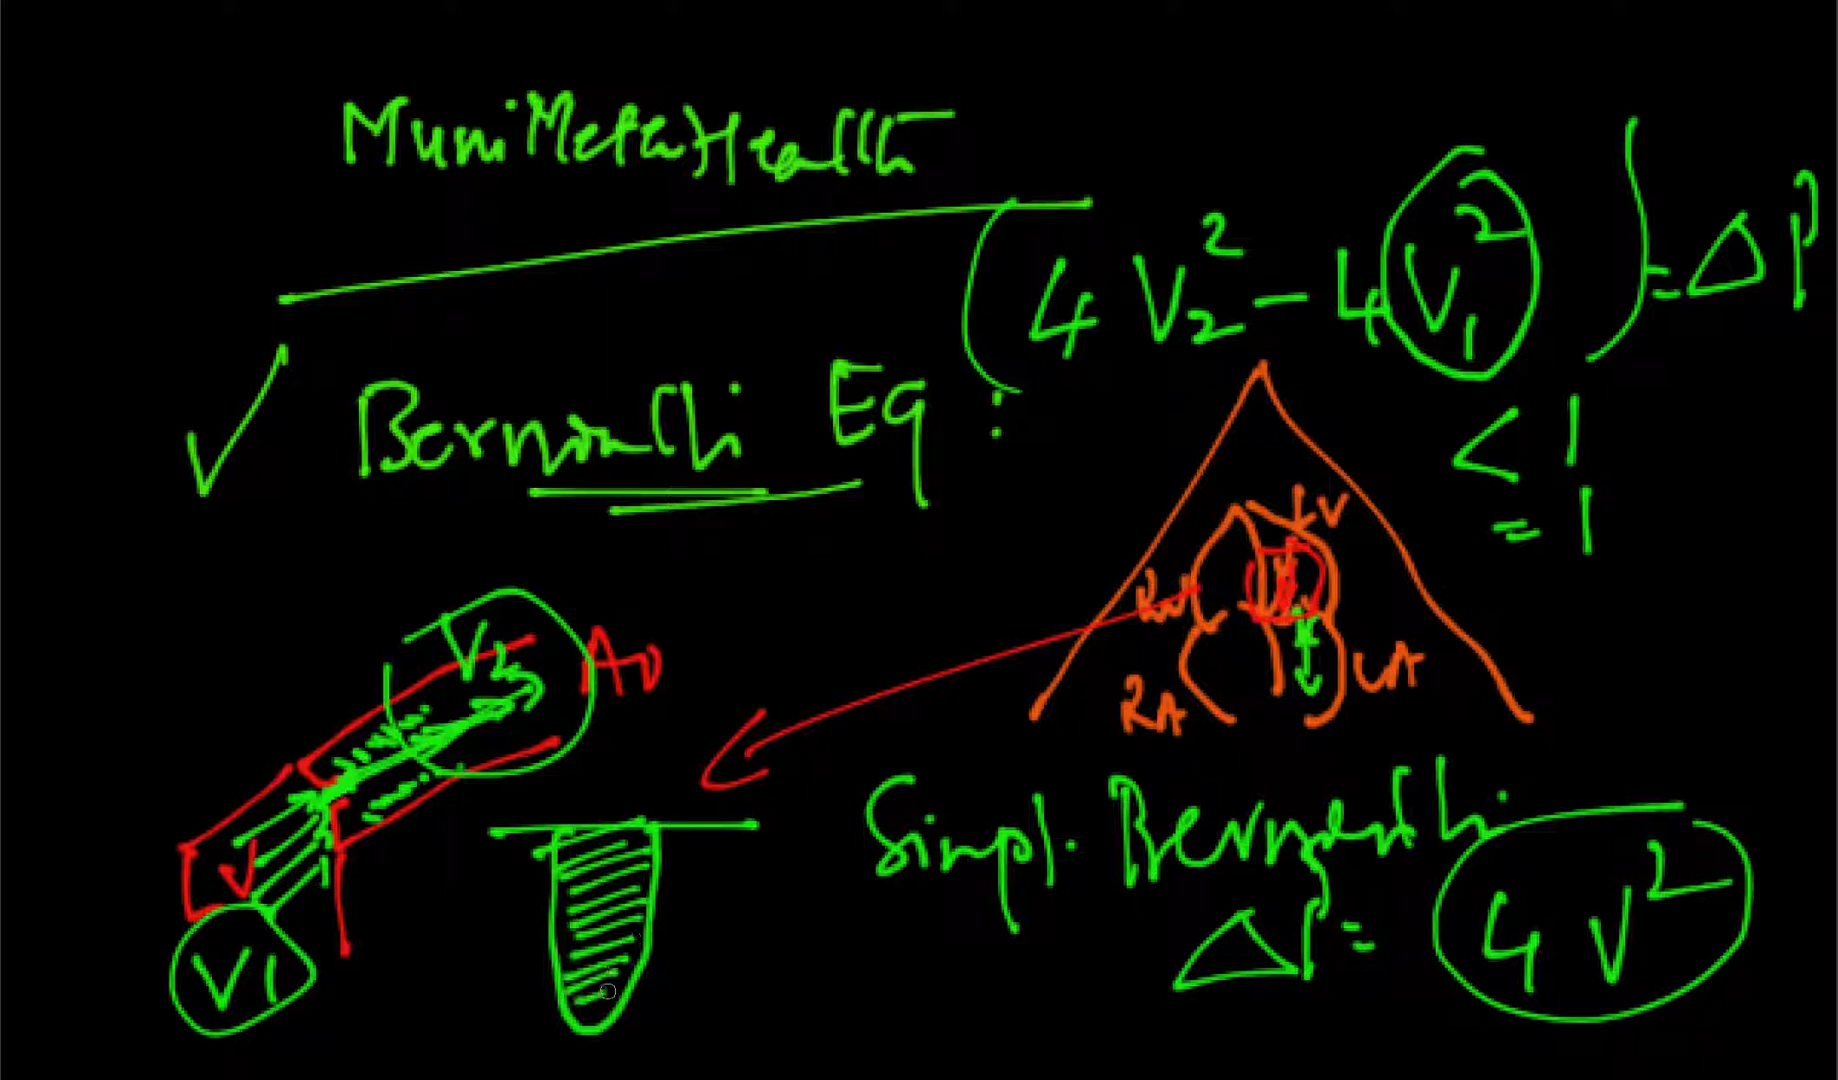 MuniMetaHealth
(4 V₂² - 4 V₁²) = Δ P
Bernoulli Eq :
< 1
= 1
LV
RV
RA
LA
V2
Ao
V
V1
Simpl. Bernoulli
ΔP = 4 V²